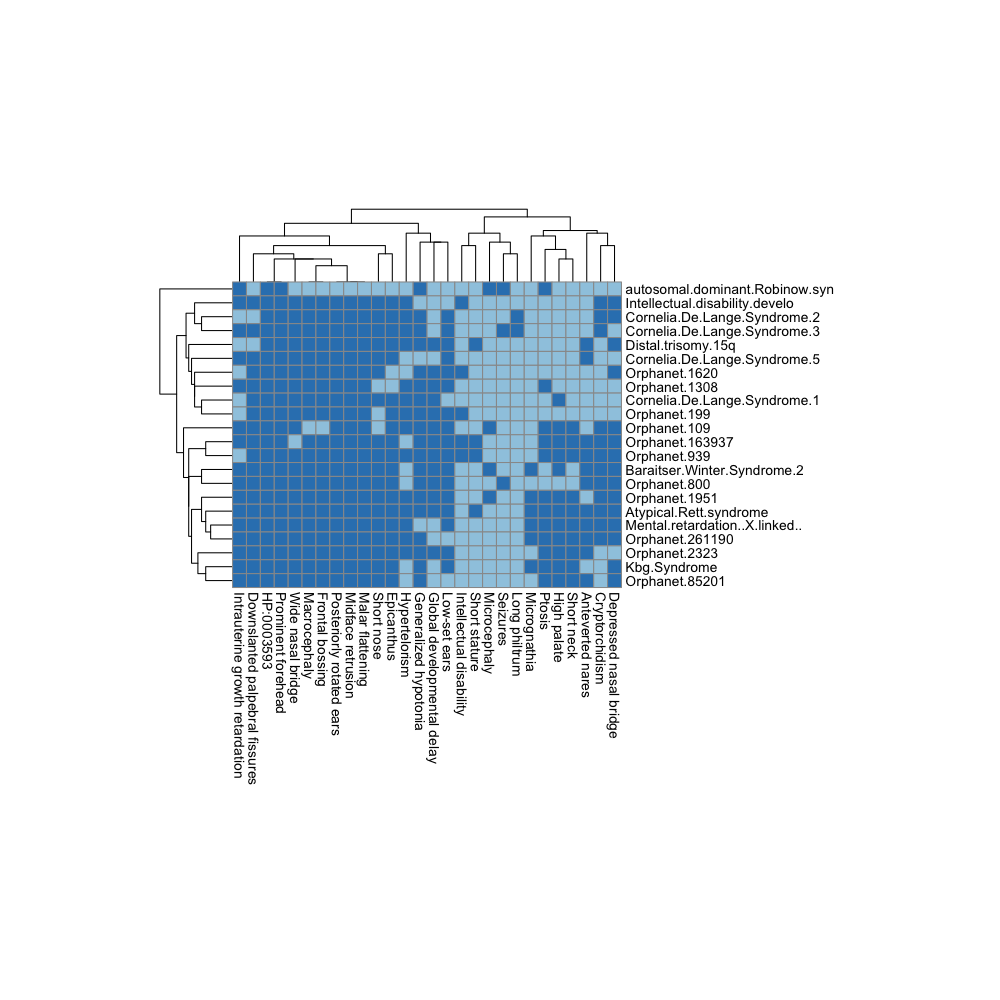 autosomal.dominant.Robinow.syn
Intellectual.disability.develo
Cornelia.De.Lange.Syndrome.2
Cornelia.De.Lange.Syndrome.3
Distal.trisomy.15q
Cornelia.De.Lange.Syndrome.5
Orphanet.1620
Orphanet.1308
Cornelia.De.Lange.Syndrome.1
Orphanet.199
Orphanet.109
Orphanet.163937
Orphanet.939
Baraitser.Winter.Syndrome.2
Orphanet.800
Orphanet.1951
Atypical.Rett.syndrome
Mental.retardation..X.linked..
Orphanet.261190
Orphanet.2323
Kbg.Syndrome
Orphanet.85201
Intrauterine growth retardation
Downslanted palpebral fissures
HP:0003593
Prominent forehead
Wide nasal bridge
Macrocephaly
Frontal bossing
Posteriorly rotated ears
Midface retrusion
Malar flattening
Short nose
Epicanthus
Hypertelorism
Generalized hypotonia
Global developmental delay
Low-set ears
Intellectual disability
Short stature
Microcephaly
Seizures
Long philtrum
Micrognathia
Ptosis
High palate
Short neck
Anteverted nares
Cryptorchidism
Depressed nasal bridge